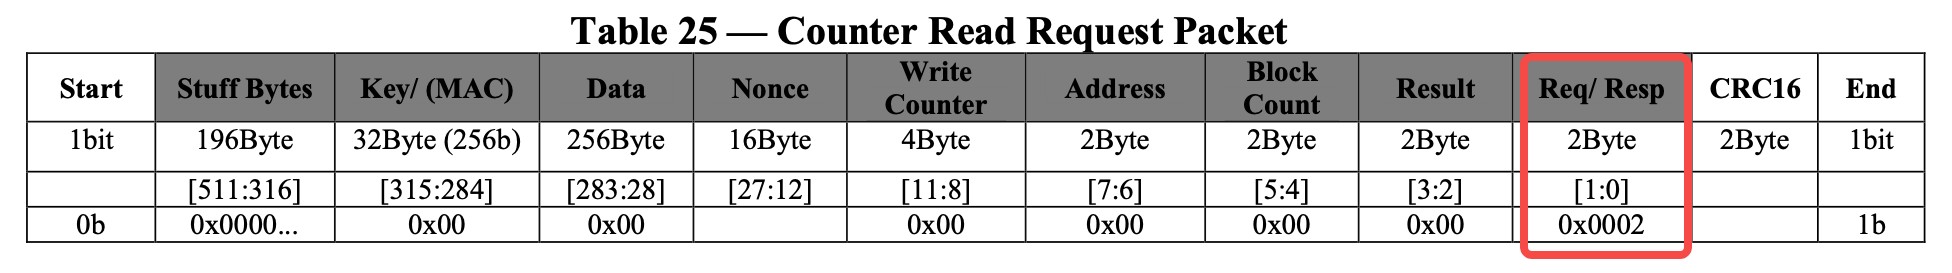 Table 25 — Counter Read Request Packet
Start Stuff Bytes Key/ (MAC) Data Nonce Write Counter Address Block Count Result Req/ Resp CRC16 End
1bit 196Byte 32Byte (256b) 256Byte 16Byte 4Byte 2Byte 2Byte 2Byte 2Byte 2Byte 1bit
[511:316] [315:284] [283:28] [27:12] [11:8] [7:6] [5:4] [3:2] [1:0]
0b 0x0000... 0x00 0x00 0x00 0x00 0x00 0x00 0x0002 1b